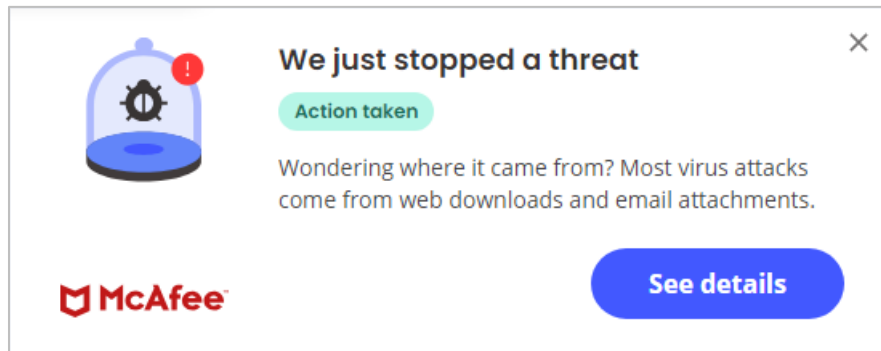 We just stopped a threat
Action taken
Wondering where it came from? Most virus attacks
come from web downloads and email attachments.
McAfee™
See details